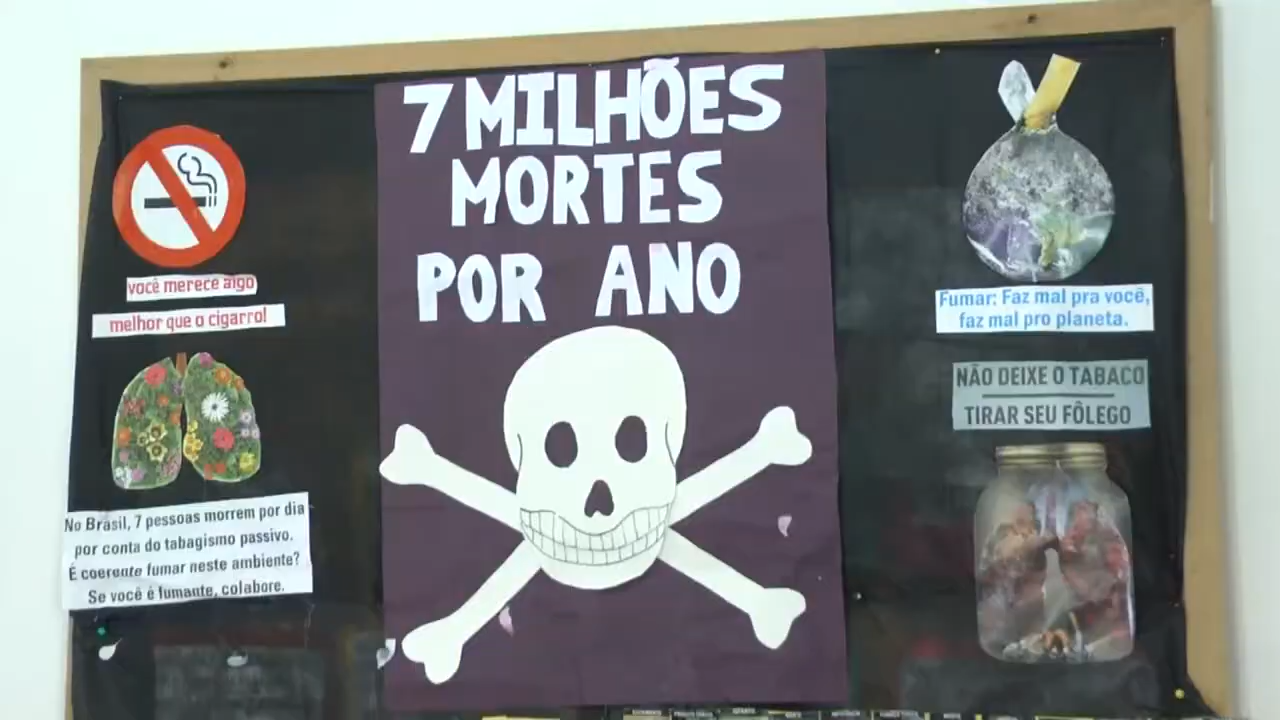 7 MILHÕES
MORTES
POR ANO
você merece algo
melhor que o cigarro!
No Brasil, 7 pessoas morrem por dia
por conta do tabagismo passivo.
É coerente fumar neste ambiente?
Se você é fumante, colabore.
Fumar: Faz mal pra você,
faz mal pro planeta.
NÃO DEIXE O TABACO
TIRAR SEU FÔLEGO